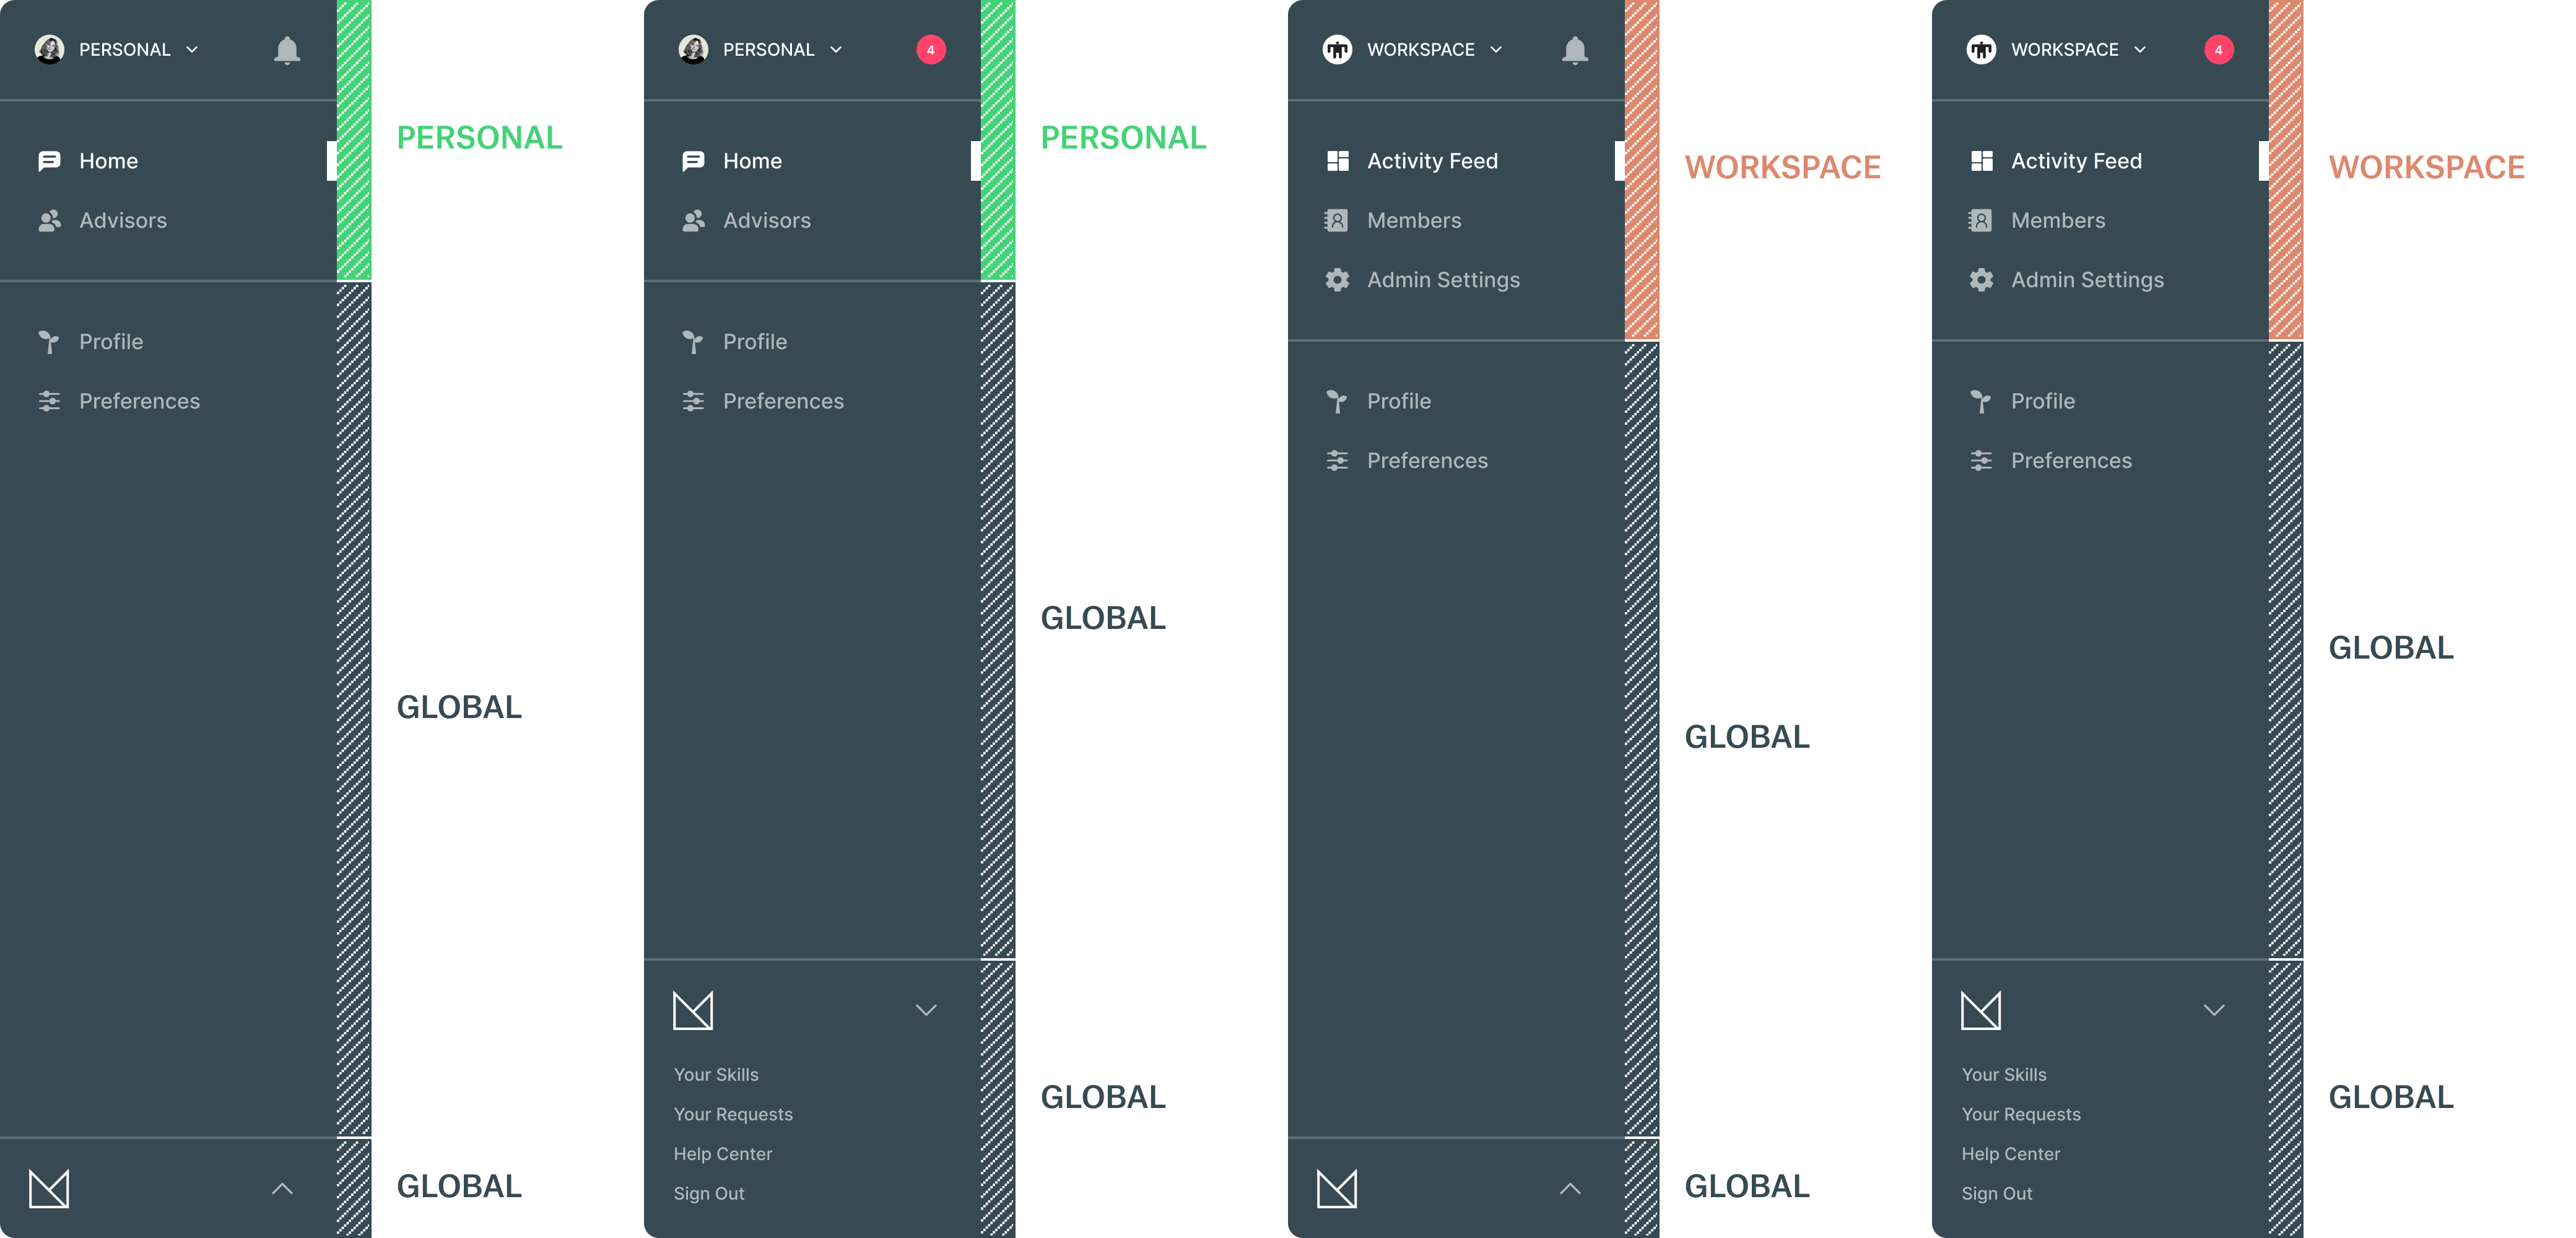 PERSONAL
Home
Advisors
Profile
Preferences
PERSONAL
GLOBAL
GLOBAL
PERSONAL
4
Home
Advisors
Profile
Preferences
Your Skills
Your Requests
Help Center
Sign Out
PERSONAL
GLOBAL
GLOBAL
WORKSPACE
Activity Feed
Members
Admin Settings
Profile
Preferences
WORKSPACE
GLOBAL
GLOBAL
WORKSPACE
4
Activity Feed
Members
Admin Settings
Profile
Preferences
Your Skills
Your Requests
Help Center
Sign Out
WORKSPACE
GLOBAL
GLOBAL